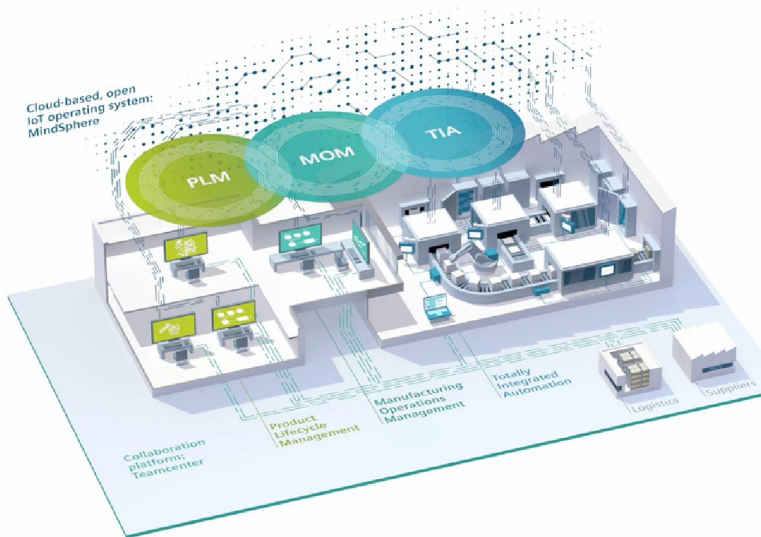 Cloud-based, open
IoT operating system:
MindSphere
PLM
MOM
TIA
Totally
Integrated
Automation
Manufacturing
Operations
Management
Product
Lifecycle
Management
Collaboration
platform:
Teamcenter
Logistics
Suppliers